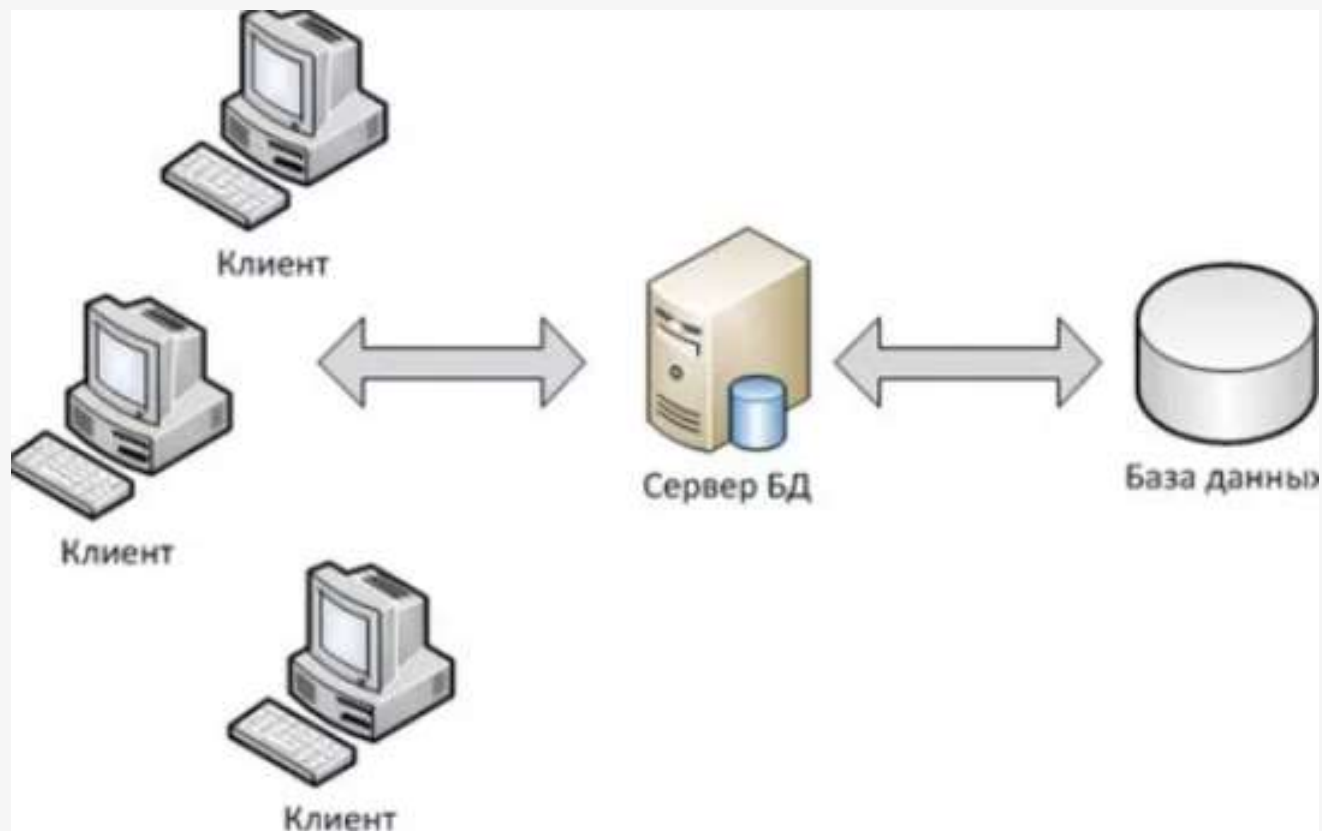 Клиент
Сервер БД
База данных
Клиент
Клиент